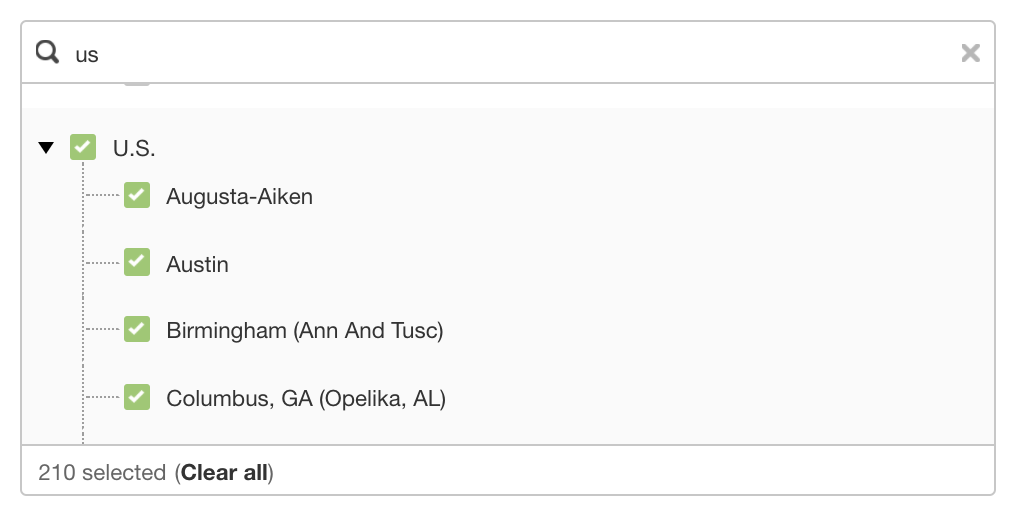 us
U.S.
Augusta-Aiken
Austin
Birmingham (Ann And Tusc)
Columbus, GA (Opelika, AL)
210 selected (Clear all)